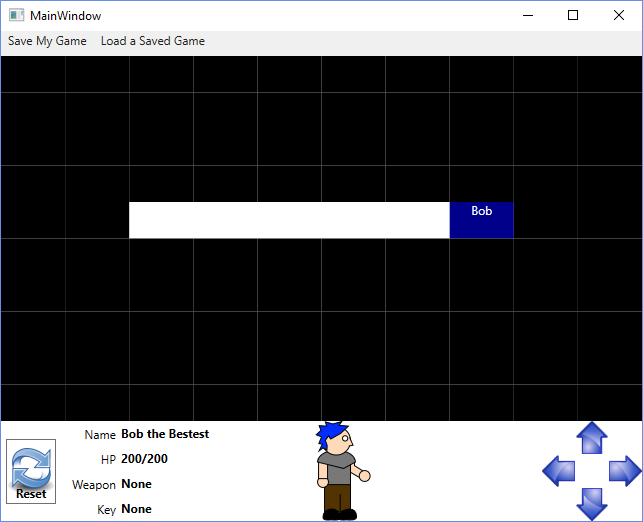 MainWindow
Save My Game Load a Saved Game
Bob
Name Bob the Bestest
HP 200/200
Weapon None
Key None
Reset